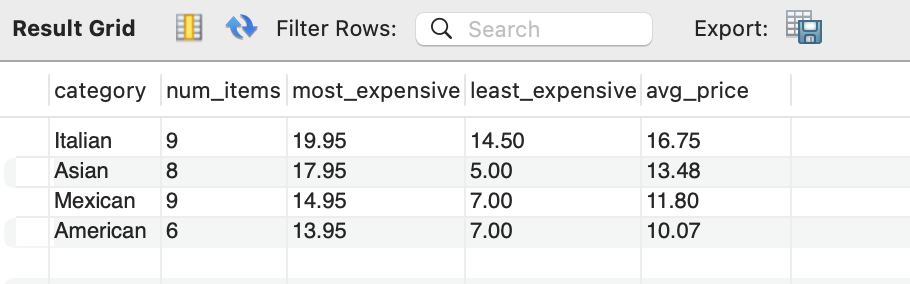 Result Grid Filter Rows: Search Export:
category num_items most_expensive least_expensive avg_price
Italian 9 19.95 14.50 16.75
Asian 8 17.95 5.00 13.48
Mexican 9 14.95 7.00 11.80
American 6 13.95 7.00 10.07